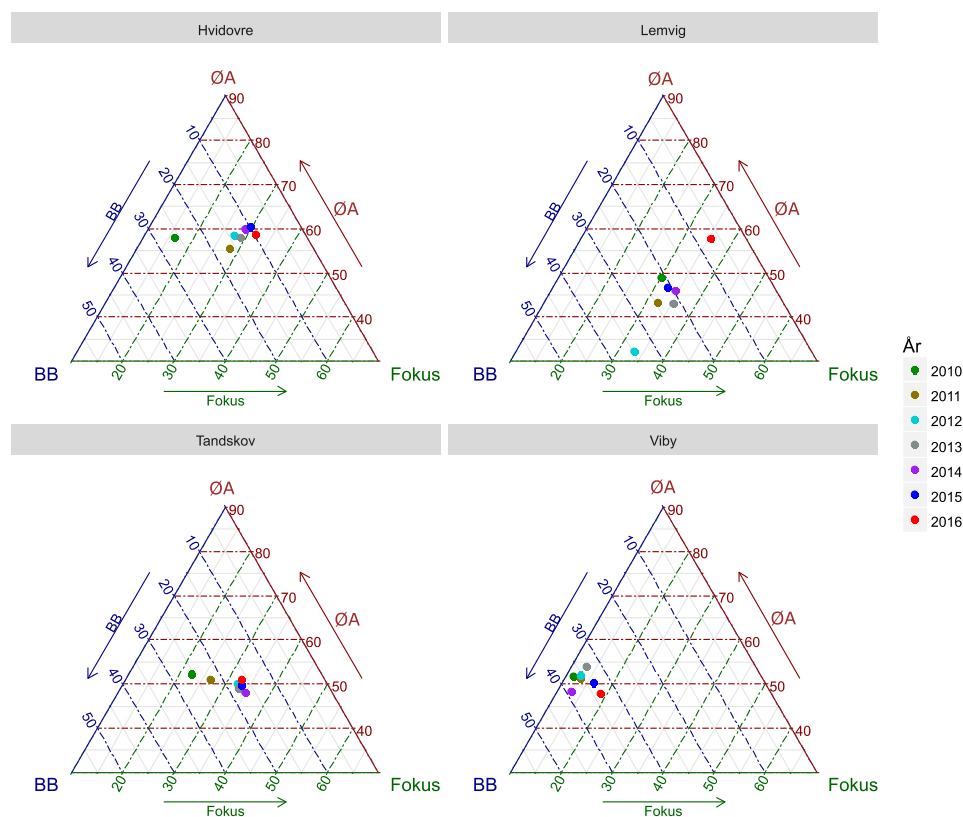 Hvidovre
ØA
90
80
70
60
50
40
10
20
30
40
50
BB
ØA
BB
20
30
40
50
60
Fokus
Fokus
Lemvig
ØA
90
80
70
60
50
40
10
20
30
40
50
BB
ØA
BB
20
30
40
50
60
Fokus
Fokus
Tandskov
ØA
90
80
70
60
50
40
10
20
30
40
50
BB
ØA
BB
20
30
40
50
60
Fokus
Fokus
Viby
ØA
90
80
70
60
50
40
10
20
30
40
50
BB
ØA
BB
20
30
40
50
60
Fokus
Fokus
År
2010
2011
2012
2013
2014
2015
2016